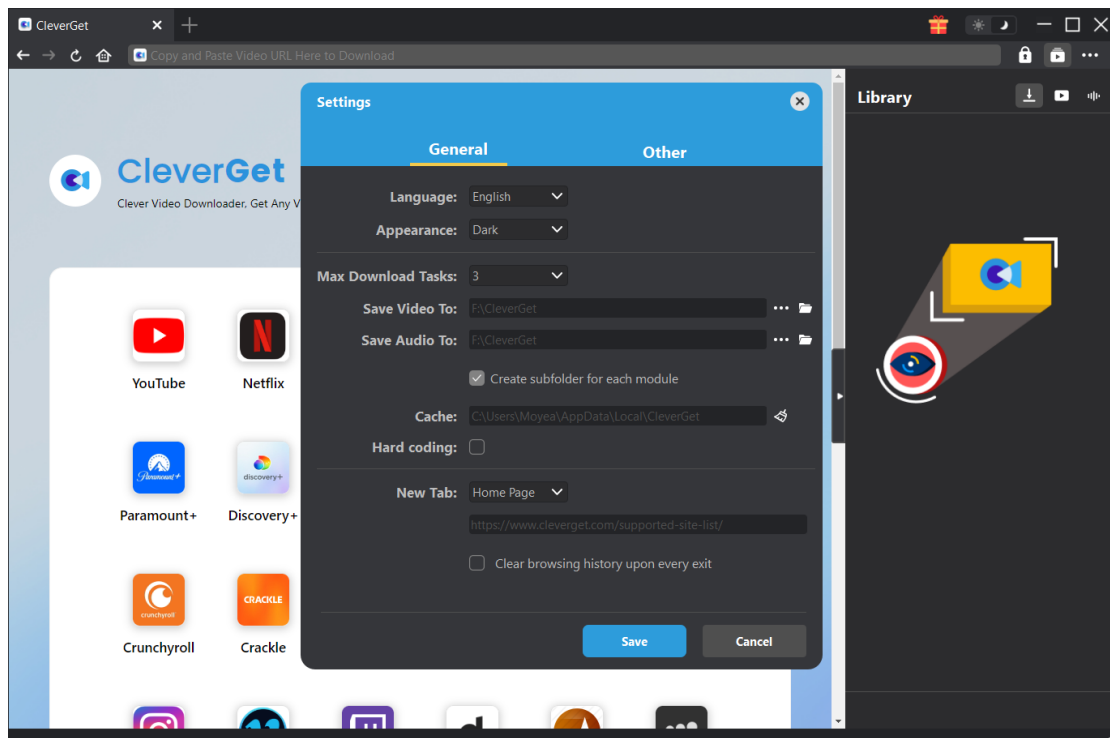 CleverGet
Copy and Paste Video URL Here to Download
Settings
General
Other
Library
CleverGet
Clever Video Downloader. Get Any V
Language: English
Appearance: Dark
Max Download Tasks: 3
Save Video To: F:\CleverGet
Save Audio To: F:\CleverGet
Create subfolder for each module
Cache: C:\Users\Moyea\AppData\Local\CleverGet
Hard coding:
New Tab: Home Page
https://www.cleverget.com/supported-site-list/
Clear browsing history upon every exit
Save
Cancel
YouTube
Netflix
Paramount+
discovery+
Paramount+
Discovery+
crunchyroll
CRACKLE
Crunchyroll
Crackle